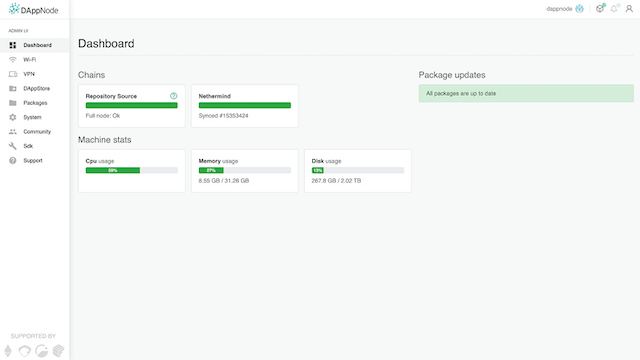 DAppNode
dappnode
ADMIN UI
Dashboard
Wi-Fi
VPN
DAppStore
Packages
System
Community
Sdk
Support
SUPPORTED BY
Dashboard
Chains
Repository Source
Full node: Ok
Nethermind
Synced #15353424
Machine stats
Cpu usage
Memory usage
27%
8.55 GB / 31.26 GB
Disk usage
13%
267.8 GB / 2.02 TB
Package updates
All packages are up to date